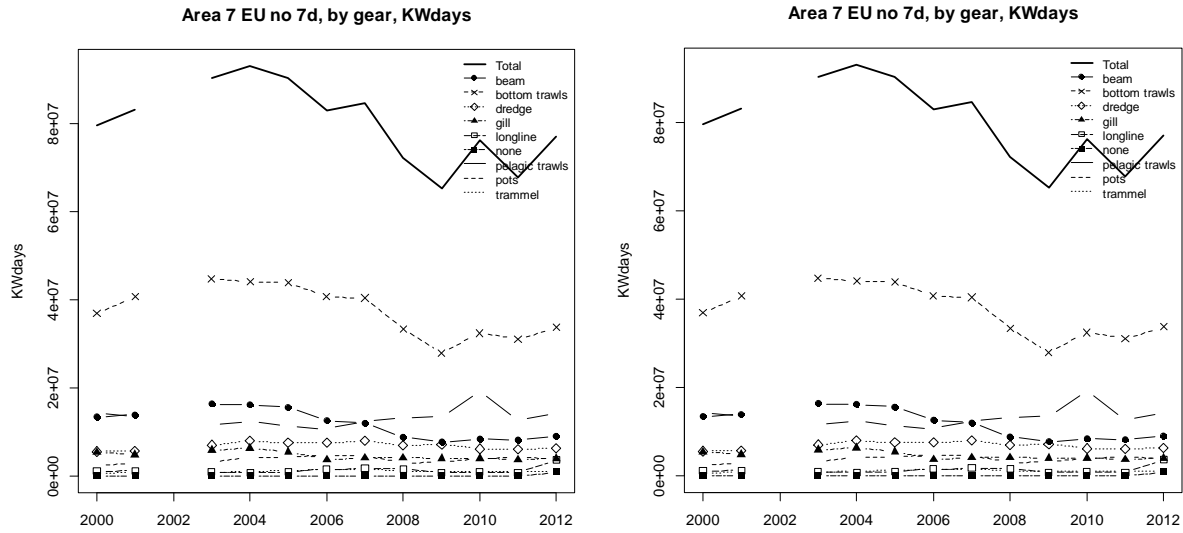 Area 7 EU no 7d, by gear, KWdays
KWdays
8e+07
6e+07
4e+07
2e+07
0e+00
2000 2002 2004 2006 2008 2010 2012
Total
beam
bottom trawls
dredge
gill
longline
none
pelagic trawls
pots
trammel
Area 7 EU no 7d, by gear, KWdays
KWdays
8e+07
6e+07
4e+07
2e+07
0e+00
2000 2002 2004 2006 2008 2010 2012
Total
beam
bottom trawls
dredge
gill
longline
none
pelagic trawls
pots
trammel